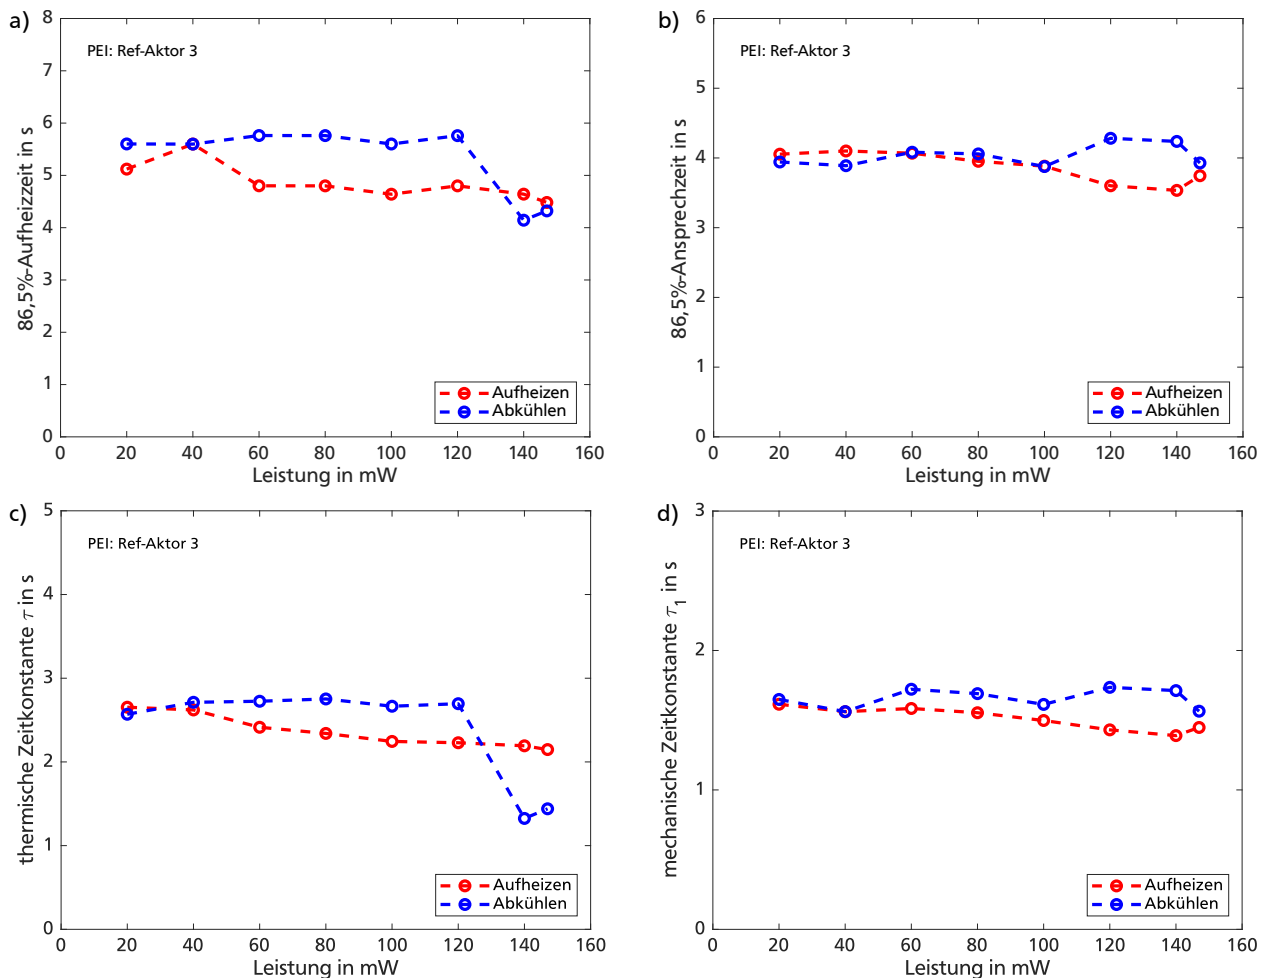 a)
PEI: Ref-Aktor 3
86,5%-Aufheizzeit in s
8
7
6
5
4
3
2
1
0
0 20 40 60 80 100 120 140 160
Leistung in mW
Aufheizen
Abkühlen
b)
PEI: Ref-Aktor 3
86,5%-Ansprechzeit in s
6
5
4
3
2
1
0
0 20 40 60 80 100 120 140 160
Leistung in mW
Aufheizen
Abkühlen
c)
PEI: Ref-Aktor 3
thermische Zeitkonstante τ in s
5
4
3
2
1
0
0 20 40 60 80 100 120 140 160
Leistung in mW
Aufheizen
Abkühlen
d)
PEI: Ref-Aktor 3
mechanische Zeitkonstante τ₁ in s
3
2
1
0
0 20 40 60 80 100 120 140 160
Leistung in mW
Aufheizen
Abkühlen